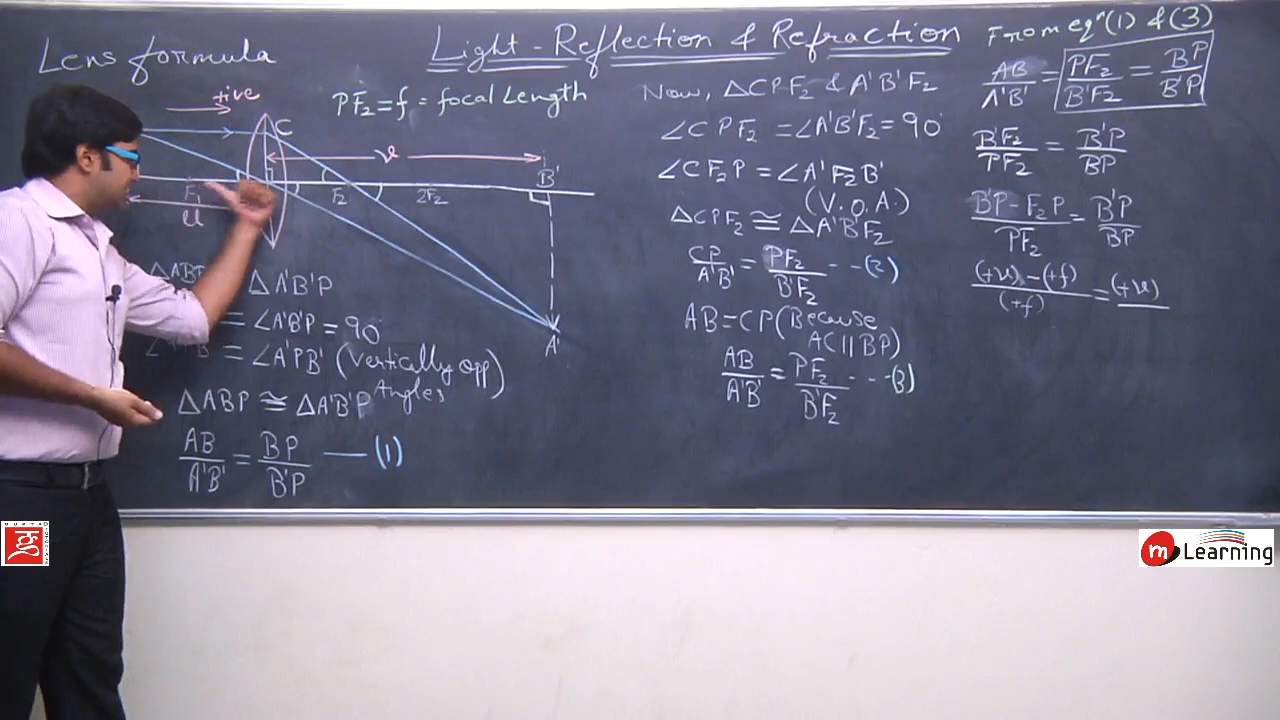 Lens formula
Light - Reflection & Refraction
+ive
PF₂ = f = focal Length
C
v
B'
F₁
F₂
2F₂
u
A'
ΔA'B'P
= ∠A'B'P = 90°
= ∠A'PB' (Vertically opp
Angles)
ΔABP ≅ ΔA'B'P
AB/A'B' = BP/B'P — (1)
Now, ΔCPF₂ & A'B'F₂
∠CPF₂ = ∠A'B'F₂ = 90°
∠CF₂P = ∠A'F₂B'
(V.O.A.)
ΔCPF₂ ≅ ΔA'B'F₂
CP/A'B' = PF₂/B'F₂ --- (2)
AB = CP (Because
AC || BP)
AB/A'B' = PF₂/B'F₂ --- (3)
From eqⁿ (1) & (3)
AB/A'B' = PF₂/B'F₂ = BP/B'P
B'F₂/PF₂ = B'P/BP
B'P - F₂P/PF₂ = B'P/BP
(+v) - (+f)/(+f) = (+v)
GURTA
ज्ञ
m Learning